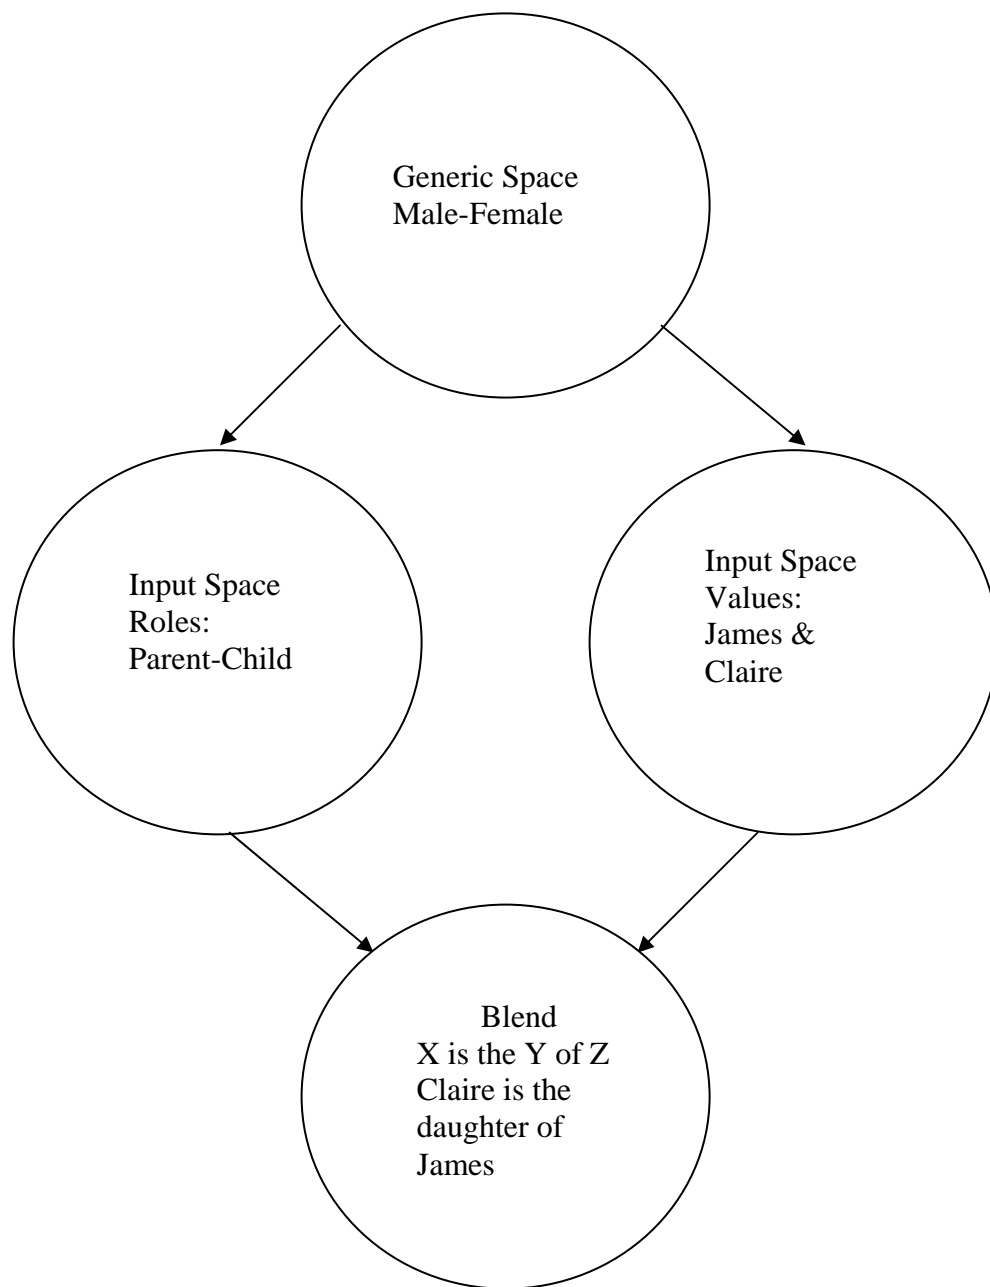 Generic Space
Male-Female
Input Space
Roles:
Parent-Child
Input Space
Values:
James &
Claire
Blend
X is the Y of Z
Claire is the
daughter of
James